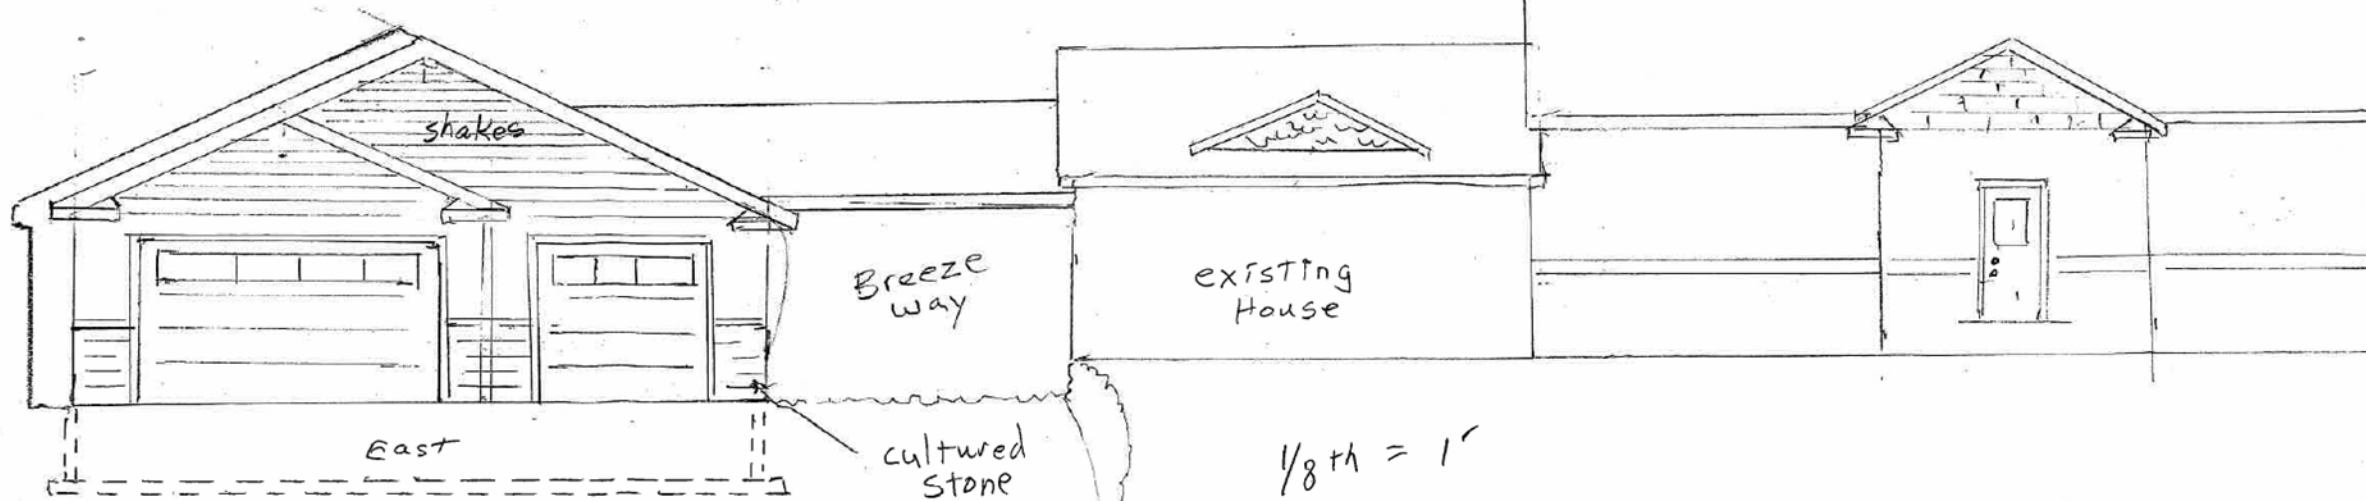 shakes
Breeze
way
existing
House
East
cultured
stone
1/8th = 1'